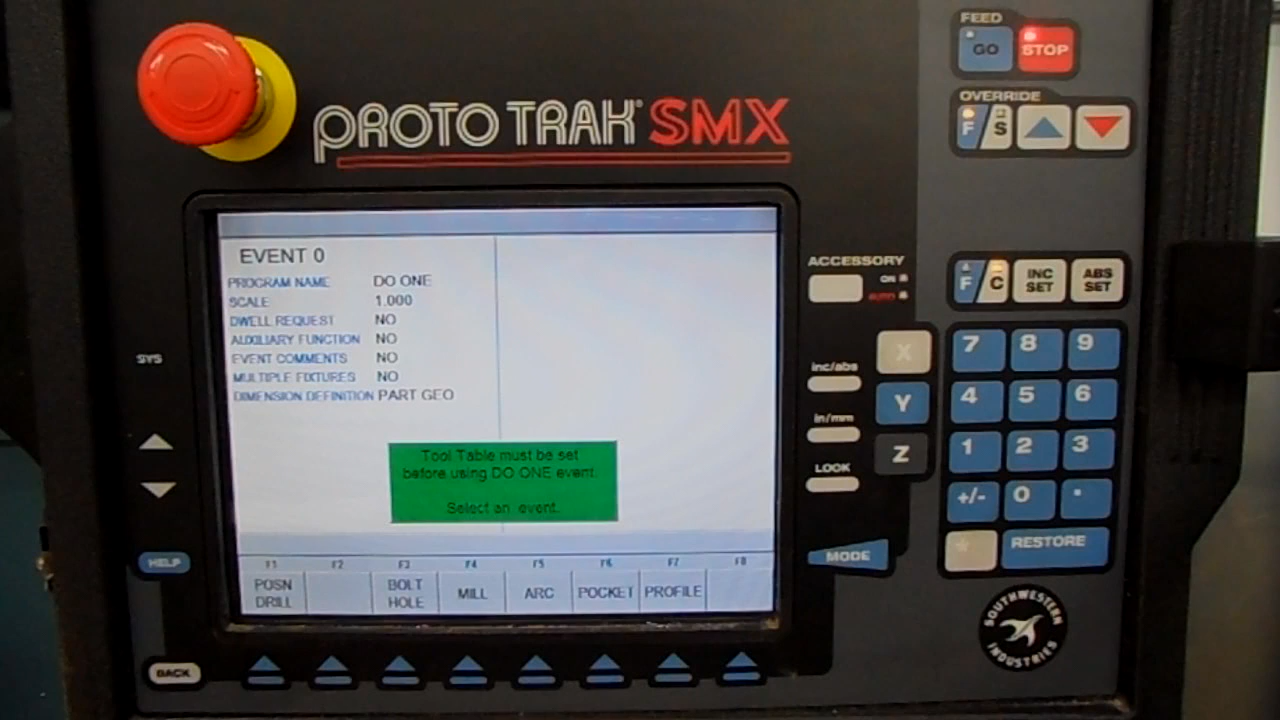 FEED
GO STOP
PROTO TRAK SMX
OVERRIDE
F/S
EVENT 0
PROGRAM NAME DO ONE
SCALE 1.000
DWELL REQUEST NO
AUXILIARY FUNCTION NO
EVENT COMMENTS NO
MULTIPLE FIXTURES NO
DIMENSION DEFINITION PART GEO
Tool Table must be set
before using DO ONE event.
Select an event.
F1 F2 F3 F4 F5 F6 F7 F8
POSN
DRILL
BOLT
HOLE
MILL
ARC
POCKET
PROFILE
SYS
HELP
BACK
ACCESSORY
ON
AUTO
inc/abs
in/mm
LOOK
MODE
X
Y
Z
F/C
INC
SET
ABS
SET
7 8 9
4 5 6
1 2 3
+/- 0 .
* RESTORE
SOUTHWESTERN
INDUSTRIES